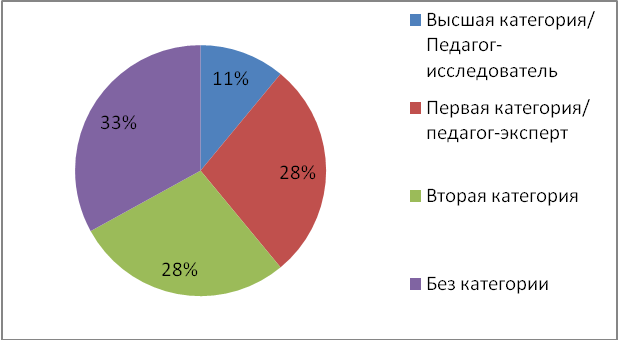 11%
28%
28%
33%
Высшая категория/
Педагог-
исследователь
Первая категория/
педагог-эксперт
Вторая категория
Без категории